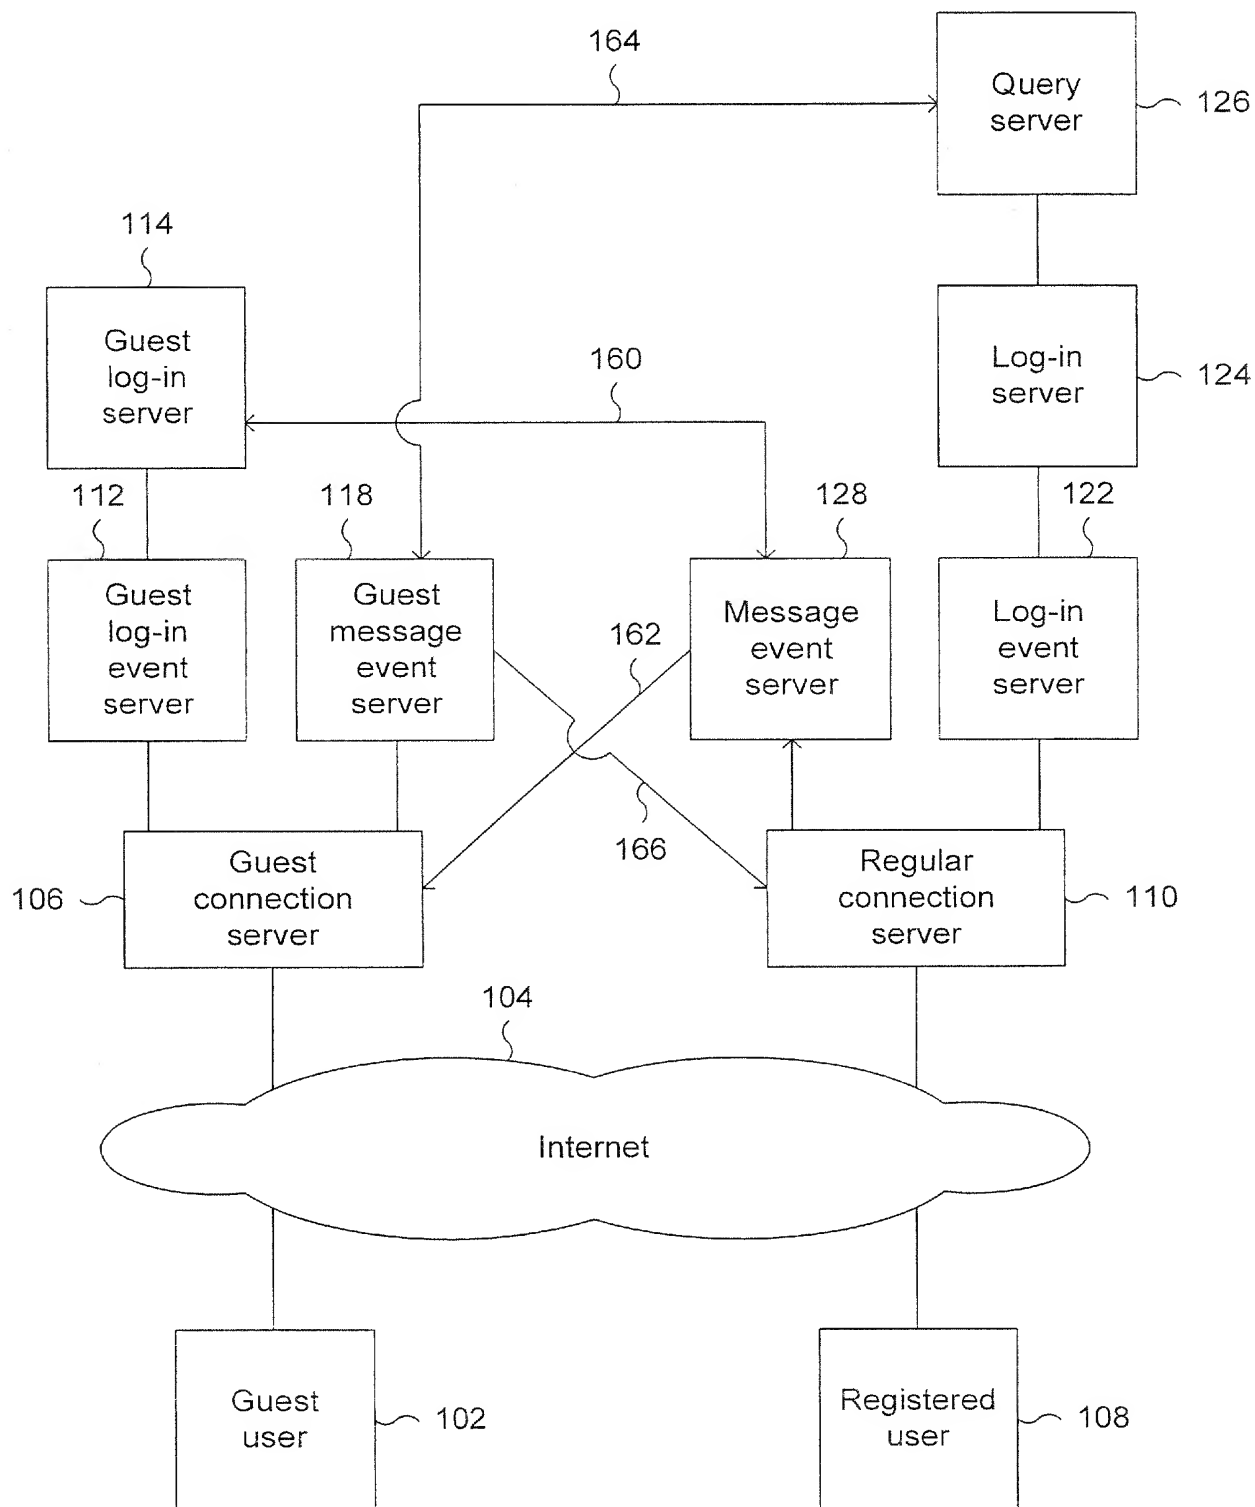 164
Query
server
126
114
Guest
log-in
server
160
Log-in
server
124
112
118
128
122
Guest
log-in
event
server
Guest
message
event
server
162
Message
event
server
Log-in
event
server
166
106
Guest
connection
server
Regular
connection
server
110
104
Internet
Guest
user
102
Registered
user
108